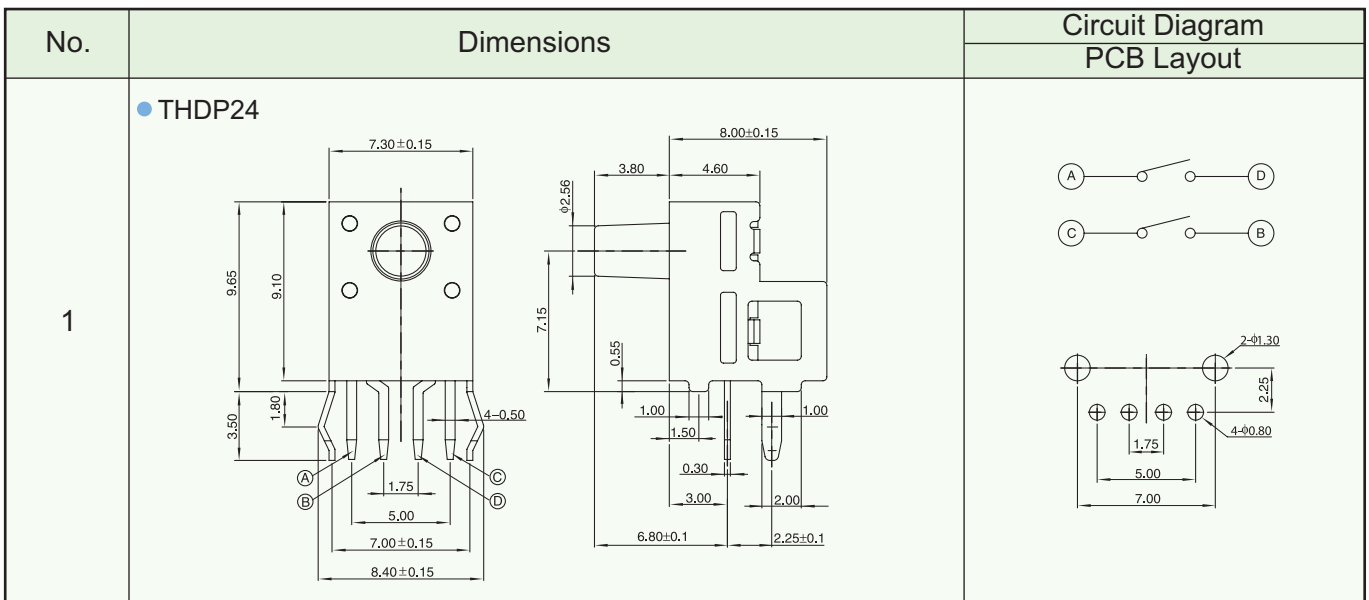 No.
Dimensions
Circuit Diagram
PCB Layout
1
● THDP24
7.30±0.15
9.65
9.10
3.50
1.80
4-0.50
A
B
C
D
1.75
5.00
7.00±0.15
8.40±0.15
8.00±0.15
3.80
4.60
ϕ2.56
7.15
0.55
1.00
1.50
1.00
0.30
3.00
2.00
6.80±0.1
2.25±0.1
A
D
C
B
2-ϕ1.30
2.25
4-ϕ0.80
1.75
5.00
7.00